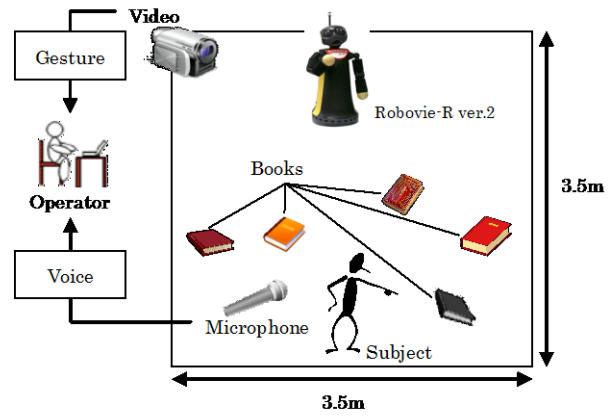 Video
Gesture
Robovie-R ver.2
Books
3.5m
Operator
Voice
Microphone
Subject
3.5m